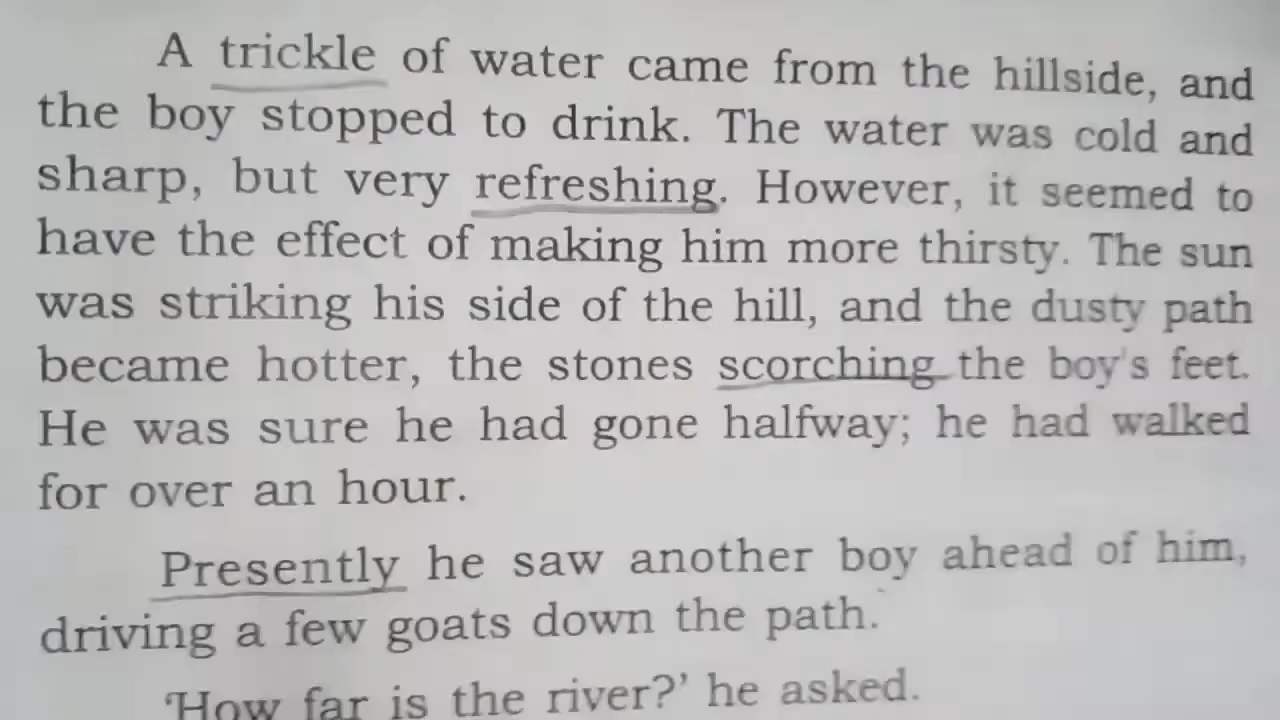 A trickle of water came from the hillside, and
the boy stopped to drink. The water was cold and
sharp, but very refreshing. However, it seemed to
have the effect of making him more thirsty. The sun
was striking his side of the hill, and the dusty path
became hotter, the stones scorching the boy's feet.
He was sure he had gone halfway; he had walked
for over an hour.
Presently he saw another boy ahead of him,
driving a few goats down the path.
‘How far is the river?’ he asked.